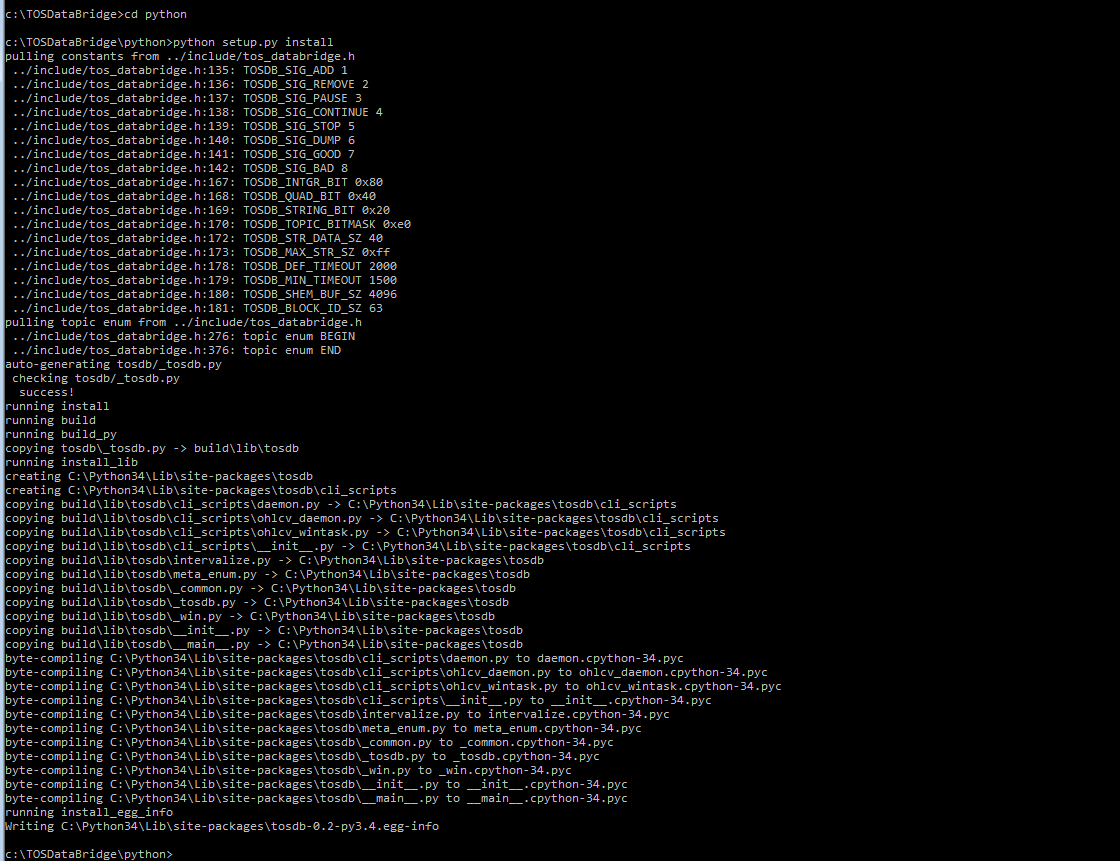 c:\TOSDataBridge>cd python
c:\TOSDataBridge\python>python setup.py install
pulling constants from ../include/tos_databridge.h
../include/tos_databridge.h:135: TOSDB_SIG_ADD 1
../include/tos_databridge.h:136: TOSDB_SIG_REMOVE 2
../include/tos_databridge.h:137: TOSDB_SIG_PAUSE 3
../include/tos_databridge.h:138: TOSDB_SIG_CONTINUE 4
../include/tos_databridge.h:139: TOSDB_SIG_STOP 5
../include/tos_databridge.h:140: TOSDB_SIG_DUMP 6
../include/tos_databridge.h:141: TOSDB_SIG_GOOD 7
../include/tos_databridge.h:142: TOSDB_SIG_BAD 8
../include/tos_databridge.h:167: TOSDB_INTGR_BIT 0x80
../include/tos_databridge.h:168: TOSDB_QUAD_BIT 0x40
../include/tos_databridge.h:169: TOSDB_STRING_BIT 0x20
../include/tos_databridge.h:170: TOSDB_TOPIC_BITMASK 0xe0
../include/tos_databridge.h:172: TOSDB_STR_DATA_SZ 40
../include/tos_databridge.h:173: TOSDB_MAX_STR_SZ 0xff
../include/tos_databridge.h:178: TOSDB_DEF_TIMEOUT 2000
../include/tos_databridge.h:179: TOSDB_MIN_TIMEOUT 1500
../include/tos_databridge.h:180: TOSDB_SHEM_BUF_SZ 4096
../include/tos_databridge.h:181: TOSDB_BLOCK_ID_SZ 63
pulling topic enum from ../include/tos_databridge.h
../include/tos_databridge.h:276: topic enum BEGIN
../include/tos_databridge.h:376: topic enum END
auto-generating tosdb/_tosdb.py
checking tosdb/_tosdb.py
success!
running install
running build
running build_py
copying tosdb\_tosdb.py -> build\lib\tosdb
running install_lib
creating C:\Python34\Lib\site-packages\tosdb
creating C:\Python34\Lib\site-packages\tosdb\cli_scripts
copying build\lib\tosdb\cli_scripts\daemon.py -> C:\Python34\Lib\site-packages\tosdb\cli_scripts
copying build\lib\tosdb\cli_scripts\ohlcv_daemon.py -> C:\Python34\Lib\site-packages\tosdb\cli_scripts
copying build\lib\tosdb\cli_scripts\ohlcv_wintask.py -> C:\Python34\Lib\site-packages\tosdb\cli_scripts
copying build\lib\tosdb\cli_scripts\__init__.py -> C:\Python34\Lib\site-packages\tosdb\cli_scripts
copying build\lib\tosdb\intervalize.py -> C:\Python34\Lib\site-packages\tosdb
copying build\lib\tosdb\meta_enum.py -> C:\Python34\Lib\site-packages\tosdb
copying build\lib\tosdb\_common.py -> C:\Python34\Lib\site-packages\tosdb
copying build\lib\tosdb\_tosdb.py -> C:\Python34\Lib\site-packages\tosdb
copying build\lib\tosdb\_win.py -> C:\Python34\Lib\site-packages\tosdb
copying build\lib\tosdb\__init__.py -> C:\Python34\Lib\site-packages\tosdb
copying build\lib\tosdb\__main__.py -> C:\Python34\Lib\site-packages\tosdb
byte-compiling C:\Python34\Lib\site-packages\tosdb\cli_scripts\daemon.py to daemon.cpython-34.pyc
byte-compiling C:\Python34\Lib\site-packages\tosdb\cli_scripts\ohlcv_daemon.py to ohlcv_daemon.cpython-34.pyc
byte-compiling C:\Python34\Lib\site-packages\tosdb\cli_scripts\ohlcv_wintask.py to ohlcv_wintask.cpython-34.pyc
byte-compiling C:\Python34\Lib\site-packages\tosdb\cli_scripts\__init__.py to __init__.cpython-34.pyc
byte-compiling C:\Python34\Lib\site-packages\tosdb\intervalize.py to intervalize.cpython-34.pyc
byte-compiling C:\Python34\Lib\site-packages\tosdb\meta_enum.py to meta_enum.cpython-34.pyc
byte-compiling C:\Python34\Lib\site-packages\tosdb\_common.py to _common.cpython-34.pyc
byte-compiling C:\Python34\Lib\site-packages\tosdb\_tosdb.py to _tosdb.cpython-34.pyc
byte-compiling C:\Python34\Lib\site-packages\tosdb\_win.py to _win.cpython-34.pyc
byte-compiling C:\Python34\Lib\site-packages\tosdb\__init__.py to __init__.cpython-34.pyc
byte-compiling C:\Python34\Lib\site-packages\tosdb\__main__.py to __main__.cpython-34.pyc
running install_egg_info
Writing C:\Python34\Lib\site-packages\tosdb-0.2-py3.4.egg-info
c:\TOSDataBridge\python>